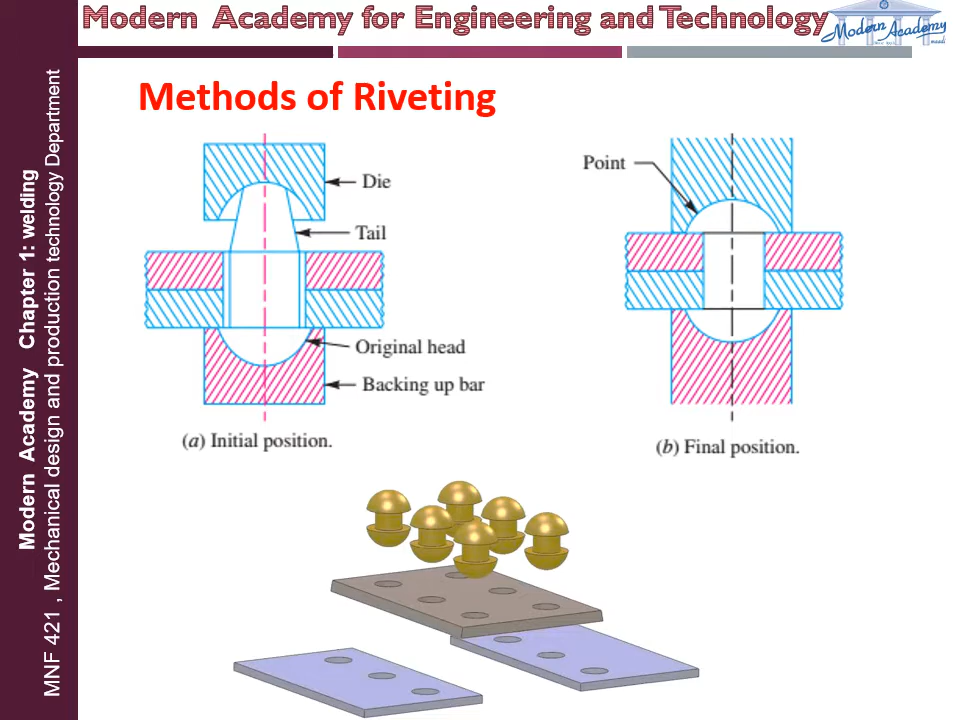 Modern Academy for Engineering and Technology
Modern Academy
maadi
Modern Academy Chapter 1: welding
MNF 421 , Mechanical design and production technology Department
Methods of Riveting
Die
Tail
Original head
Backing up bar
(a) Initial position.
Point
(b) Final position.